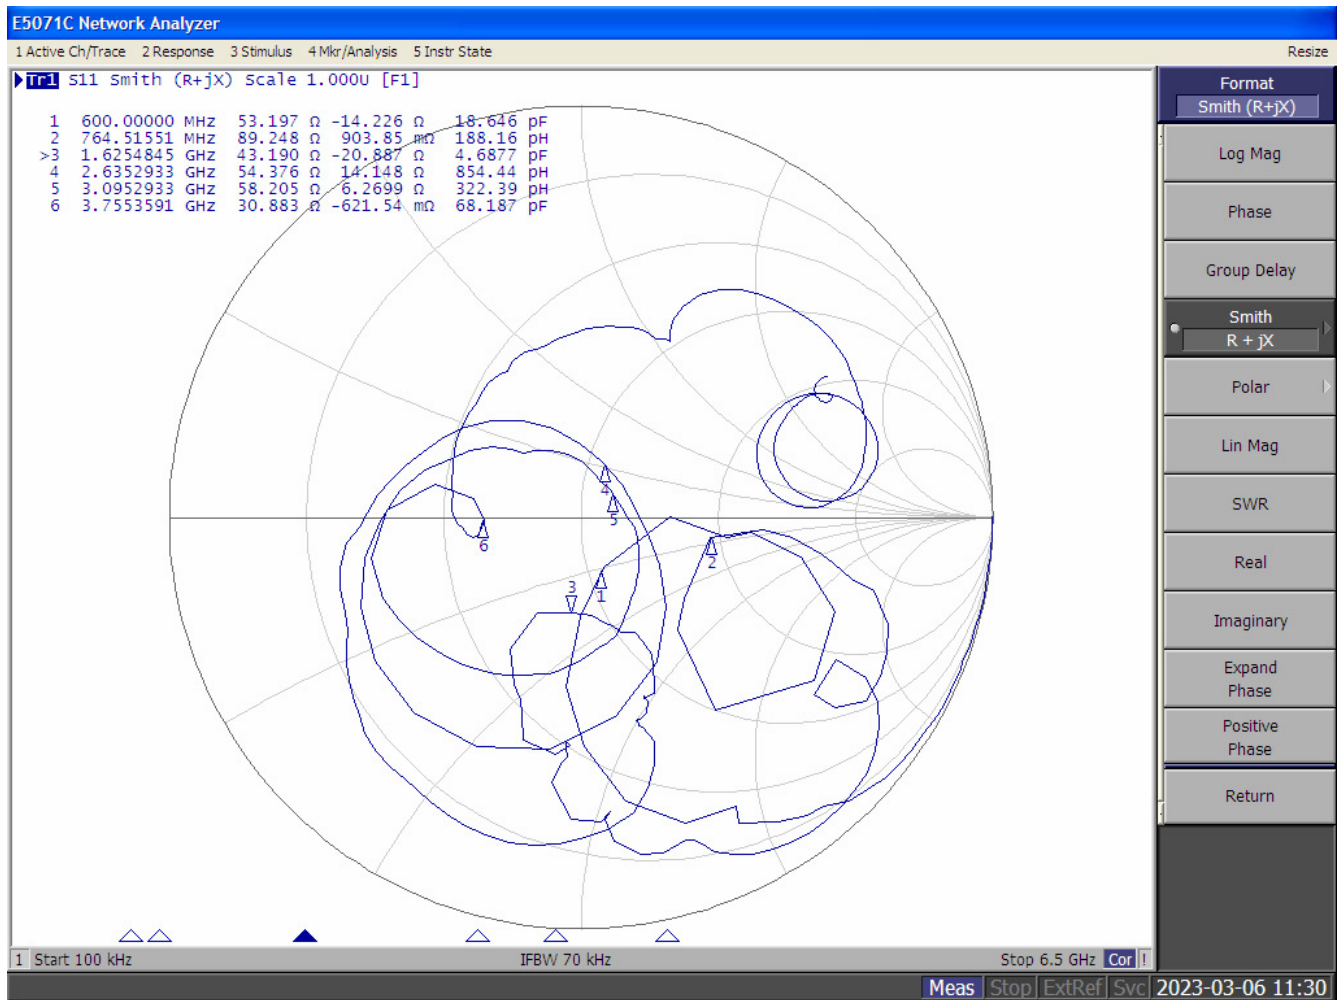 E5071C Network Analyzer
1 Active Ch/Trace 2 Response 3 Stimulus 4 Mkr/Analysis 5 Instr State Resize
Tr1 S11 Smith (R+jX) Scale 1.000U [F1]
1 600.00000 MHz 53.197 Ω -14.226 Ω 18.646 pF
2 764.51551 MHz 89.248 Ω 903.85 mΩ 188.16 pH
>3 1.6254845 GHz 43.190 Ω -20.887 Ω 4.6877 pF
4 2.6352933 GHz 54.376 Ω 14.148 Ω 854.44 pH
5 3.0952933 GHz 58.205 Ω 6.2699 Ω 322.39 pH
6 3.7553591 GHz 30.883 Ω -621.54 mΩ 68.187 pF
4
5
6
2
3
1
1 Start 100 kHz IFBW 70 kHz Stop 6.5 GHz Cor !
Format
Smith (R+jX)
Log Mag
Phase
Group Delay
Smith
R + jX
Polar
Lin Mag
SWR
Real
Imaginary
Expand
Phase
Positive
Phase
Return
Meas Stop ExtRef Svc 2023-03-06 11:30